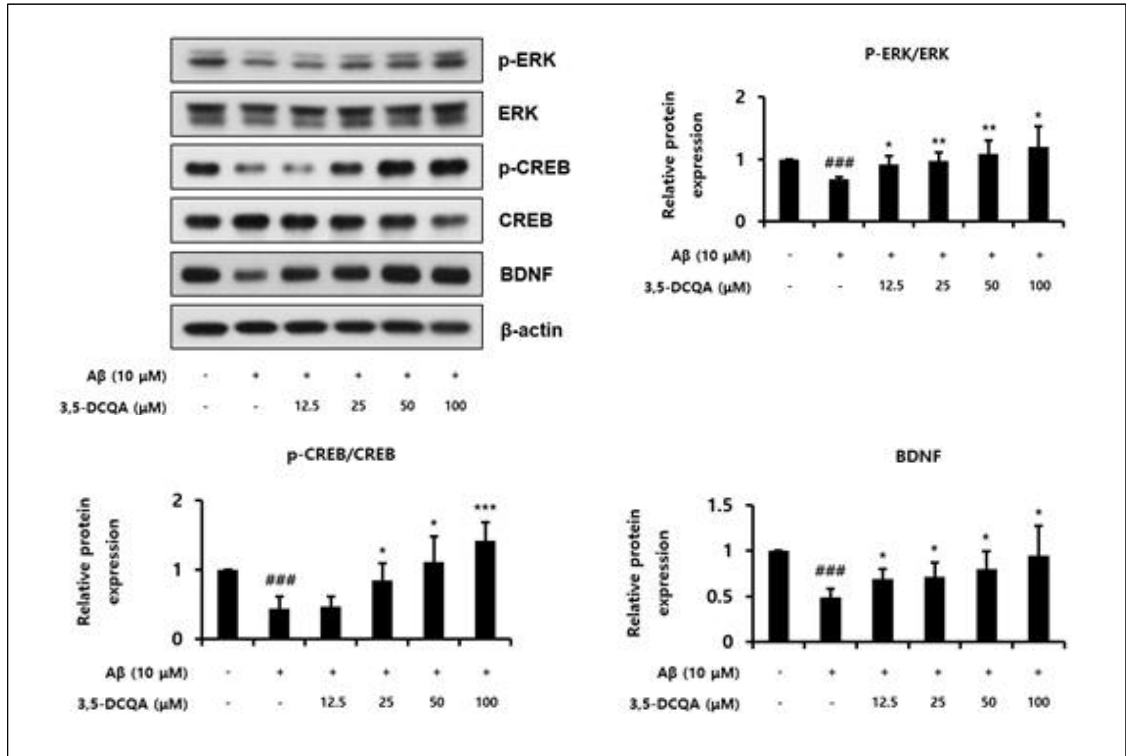 p-ERK
ERK
p-CREB
CREB
BDNF
β-actin
Aβ (10 μM) - + + + + +
3,5-DCQA (μM) - - 12.5 25 50 100
P-ERK/ERK
Relative protein
expression
2
1
0
### * ** ** *
Aβ (10 μM) - + + + + +
3,5-DCQA (μM) - - 12.5 25 50 100
p-CREB/CREB
Relative protein
expression
2
1
0
### * * ***
Aβ (10 μM) - + + + + +
3,5-DCQA (μM) - - 12.5 25 50 100
BDNF
Relative protein
expression
1.5
1
0.5
0
### * * * *
Aβ (10 μM) - + + + + +
3,5-DCQA (μM) - - 12.5 25 50 100